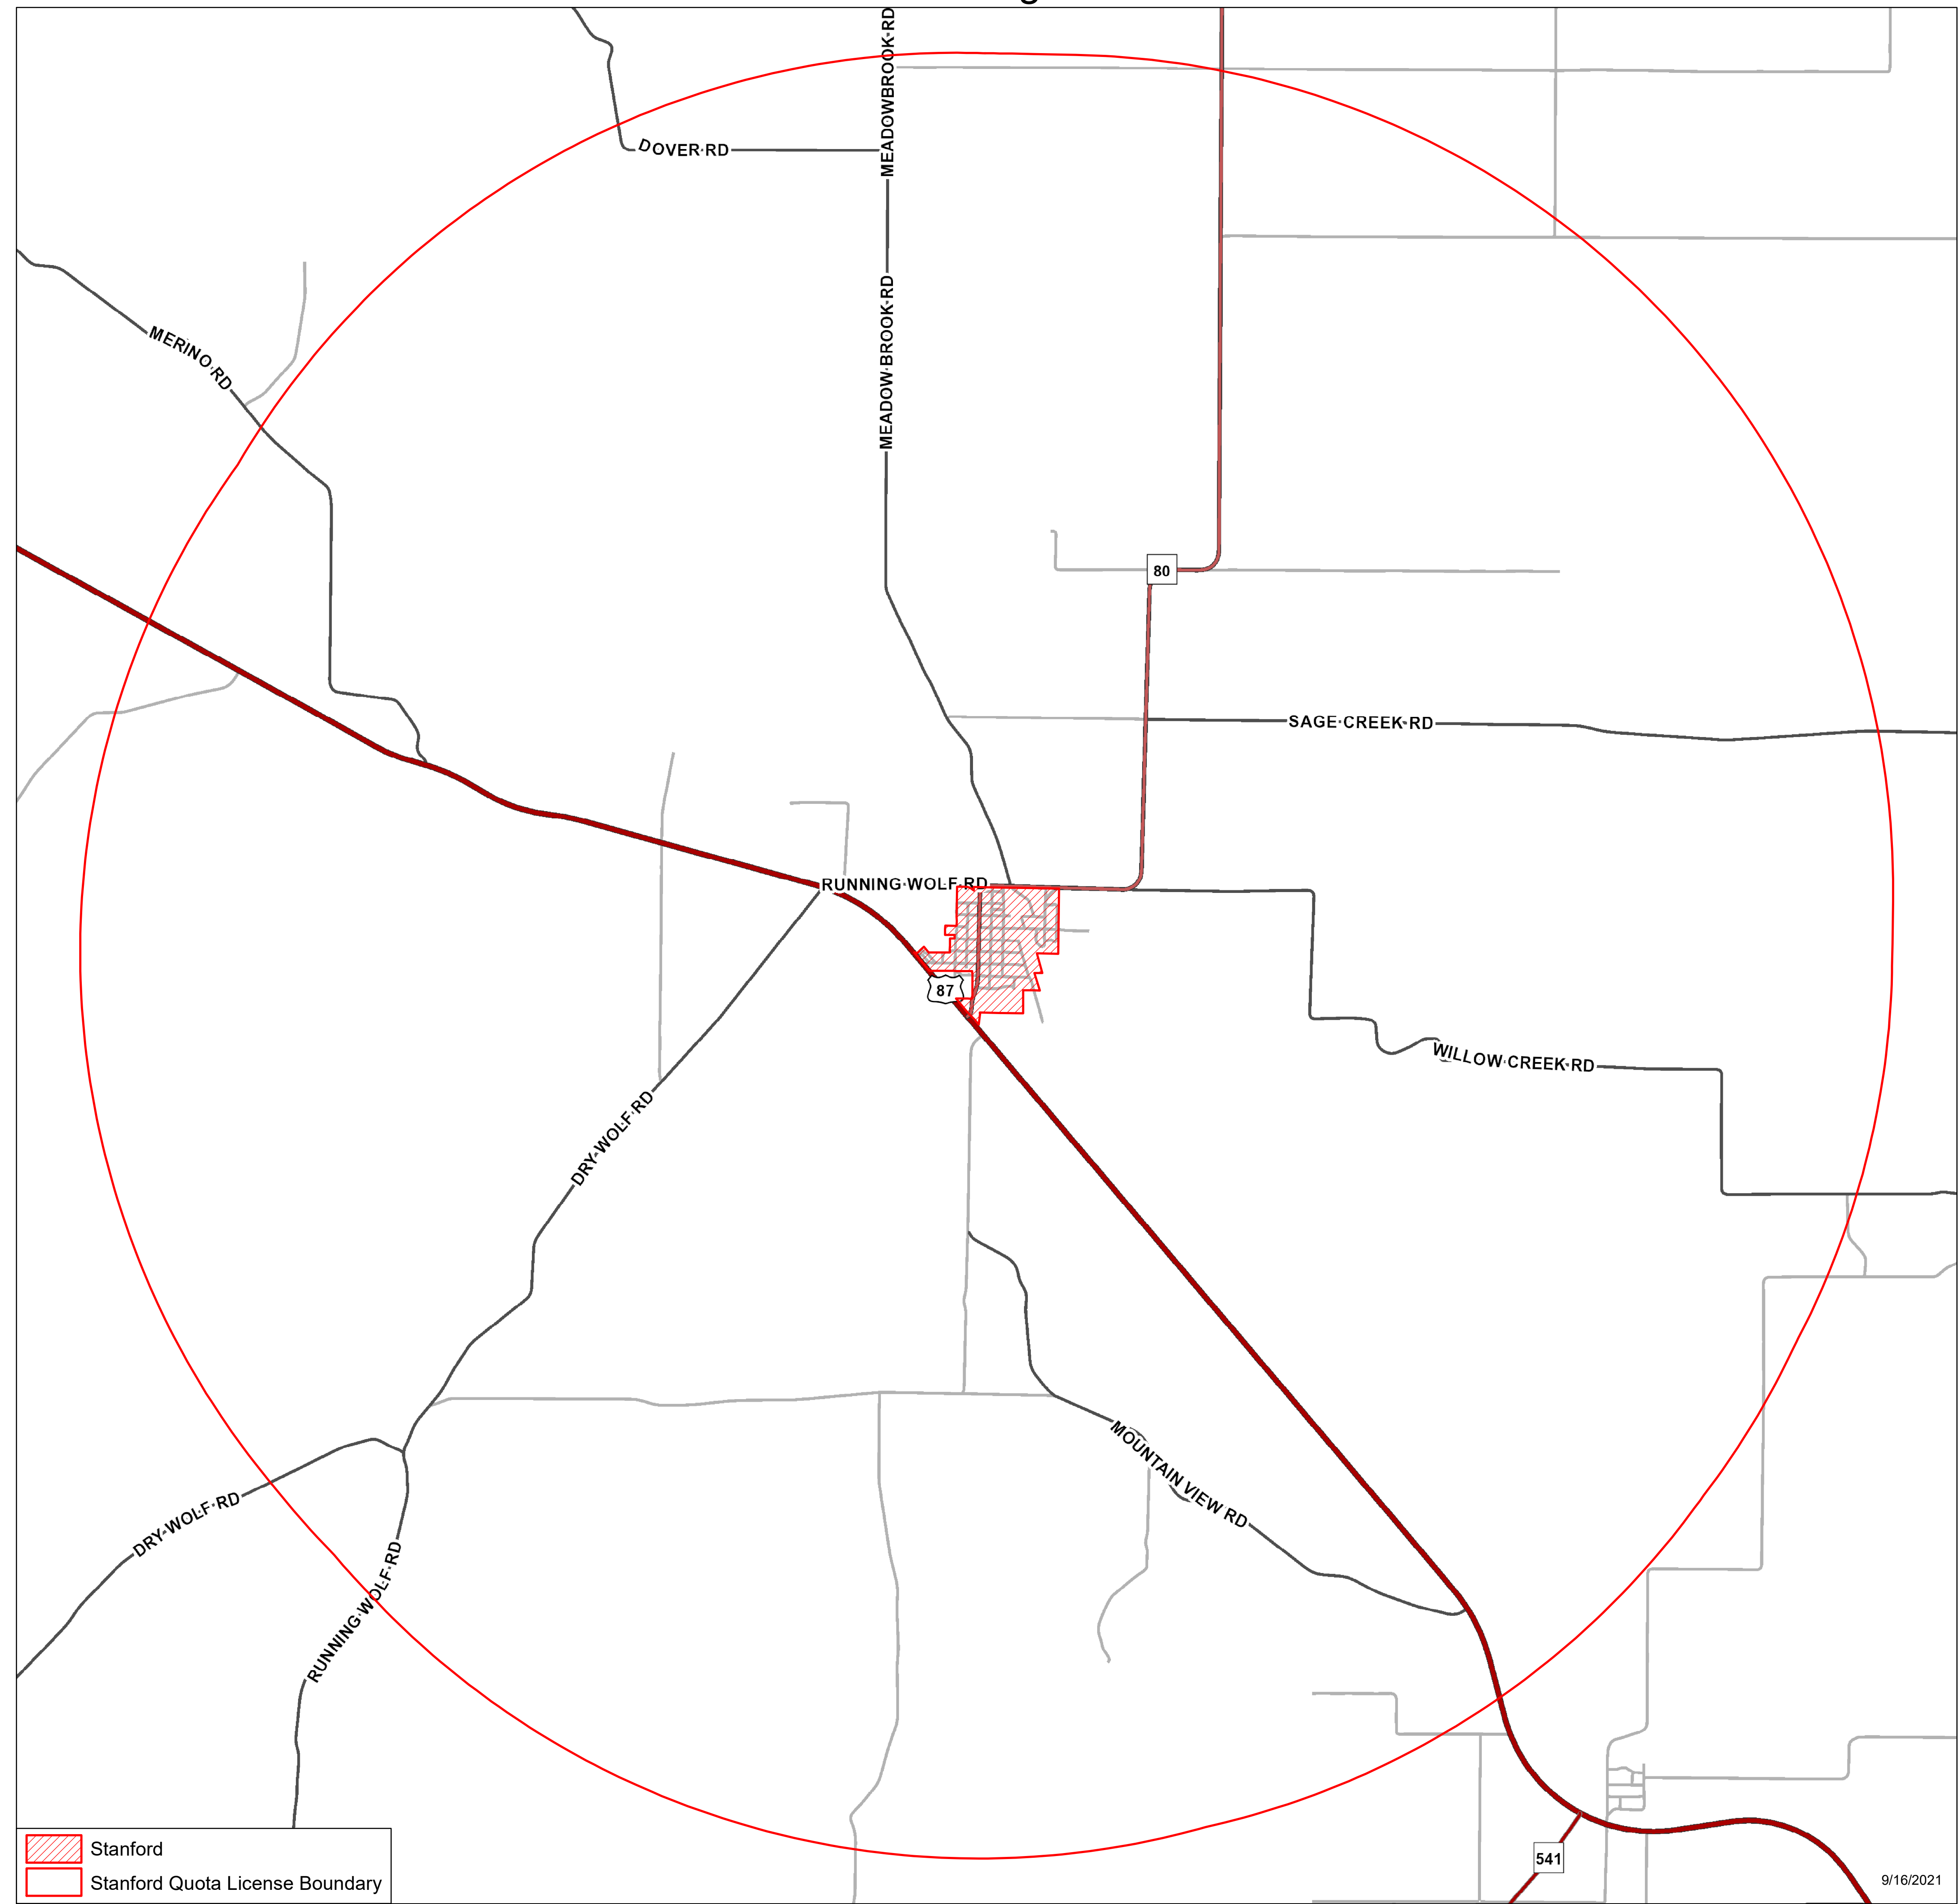 MEADOWBROOK RD
DOVER RD
MEADOW BROOK RD
MERINO RD
80
SAGE CREEK RD
RUNNING WOLF RD
87
WILLOW CREEK RD
DRY WOLF RD
MOUNTAIN VIEW RD
DRY WOLF RD
RUNNING WOLF RD
541
Stanford
Stanford Quota License Boundary
9/16/2021